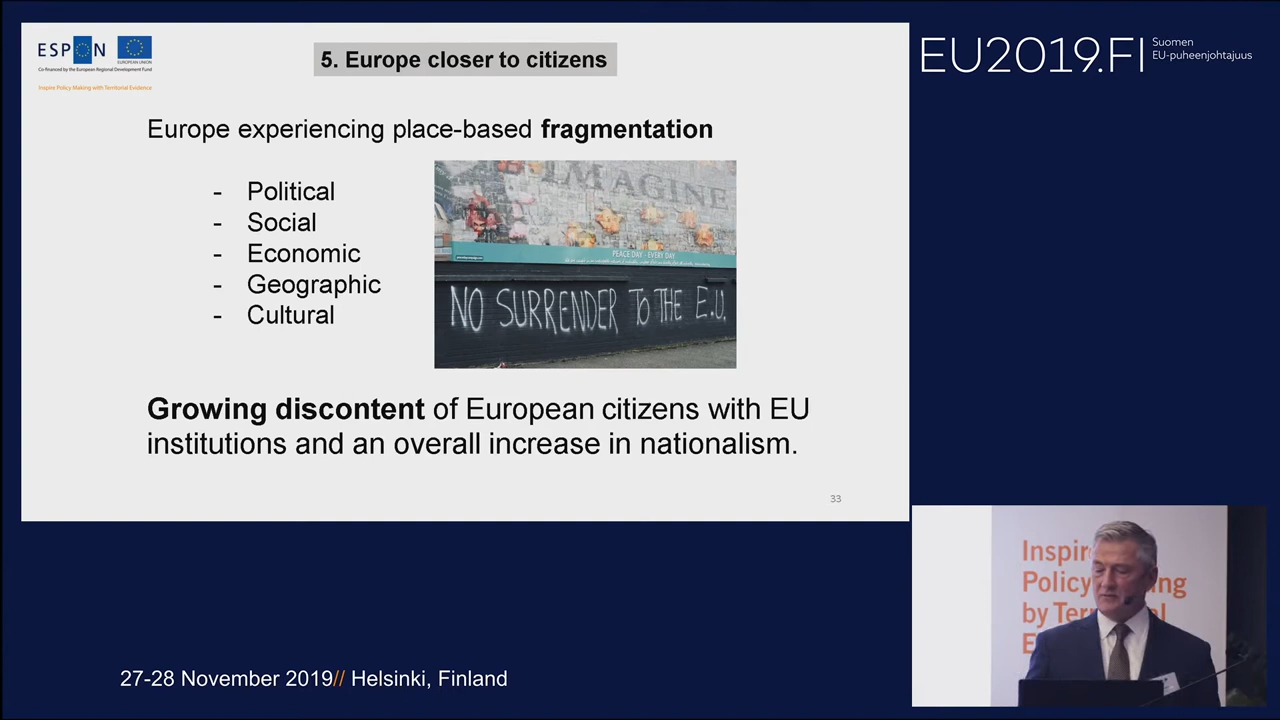 ESPON
EUROPEAN UNION
Co-financed by the European Regional Development Fund
Inspire Policy Making with Territorial Evidence
5. Europe closer to citizens
EU2019.FI
Suomen
EU-puheenjohtajuus
Europe experiencing place-based fragmentation
- Political
- Social
- Economic
- Geographic
- Cultural
IMAGINE
PEACE DAY - EVERY DAY
NO SURRENDER TO THE E.U.
Growing discontent of European citizens with EU
institutions and an overall increase in nationalism.
33
Inspir
Policy ing
by Ter al
E
27-28 November 2019// Helsinki, Finland